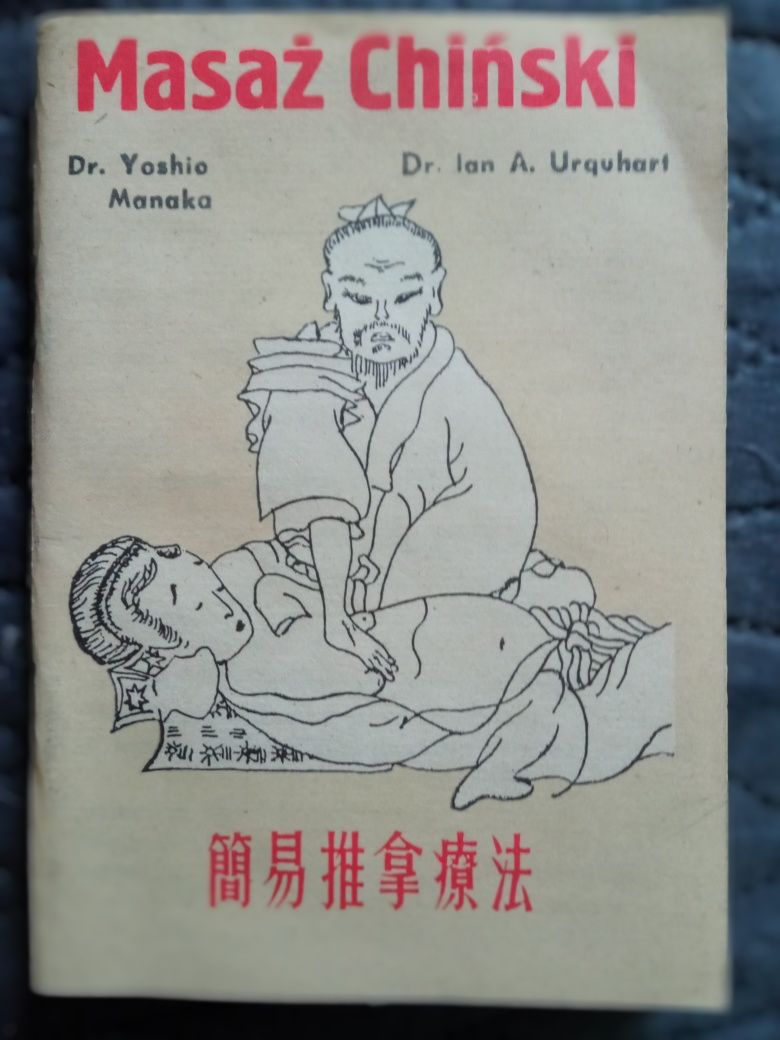 Masaż Chiński
Dr. Yoshio
Manaka
Dr. Ian A. Urquhart
簡易推拿療法